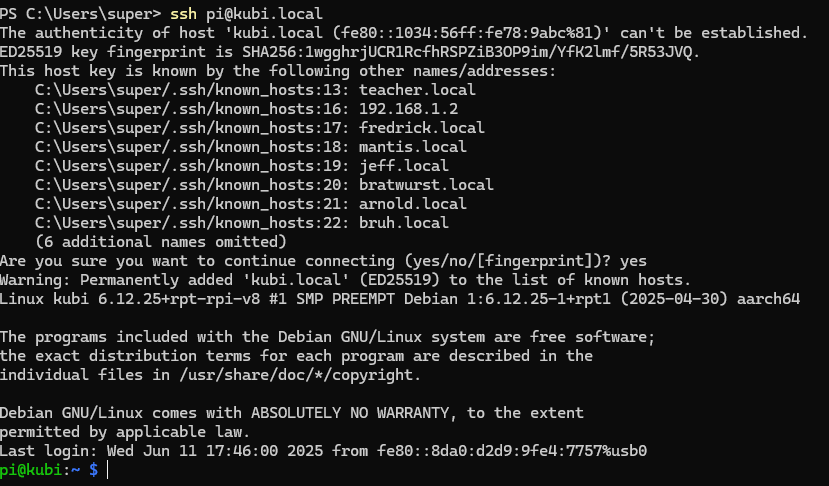 PS C:\Users\super> ssh pi@kubi.local
The authenticity of host 'kubi.local (fe80::1034:56ff:fe78:9abc%81)' can't be established.
ED25519 key fingerprint is SHA256:1wgghrjUCR1RcfhRSPZiB3OP9im/YfK2lmf/5R53JVQ.
This host key is known by the following other names/addresses:
    C:\Users\super/.ssh/known_hosts:13: teacher.local
    C:\Users\super/.ssh/known_hosts:16: 192.168.1.2
    C:\Users\super/.ssh/known_hosts:17: fredrick.local
    C:\Users\super/.ssh/known_hosts:18: mantis.local
    C:\Users\super/.ssh/known_hosts:19: jeff.local
    C:\Users\super/.ssh/known_hosts:20: bratwurst.local
    C:\Users\super/.ssh/known_hosts:21: arnold.local
    C:\Users\super/.ssh/known_hosts:22: bruh.local
    (6 additional names omitted)
Are you sure you want to continue connecting (yes/no/[fingerprint])? yes
Warning: Permanently added 'kubi.local' (ED25519) to the list of known hosts.
Linux kubi 6.12.25+rpt-rpi-v8 #1 SMP PREEMPT Debian 1:6.12.25-1+rpt1 (2025-04-30) aarch64

The programs included with the Debian GNU/Linux system are free software;
the exact distribution terms for each program are described in the
individual files in /usr/share/doc/*/copyright.

Debian GNU/Linux comes with ABSOLUTELY NO WARRANTY, to the extent
permitted by applicable law.
Last login: Wed Jun 11 17:46:00 2025 from fe80::8da0:d2d9:9fe4:7757%usb0
pi@kubi:~ $